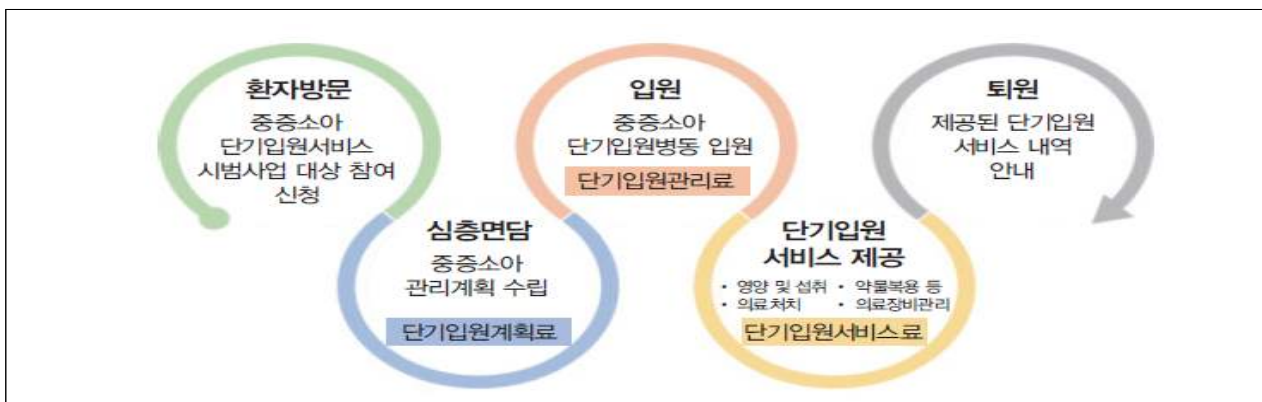 환자방문
중증소아
단기입원서비스
시범사업 대상 참여
신청
심층면담
중증소아
관리계획 수립
단기입원계획료
입원
중증소아
단기입원병동 입원
단기입원관리료
단기입원
서비스 제공
• 영양 및 섭취 • 약물복용 등
• 의료처치 • 의료장비관리
단기입원서비스료
퇴원
제공된 단기입원
서비스 내역
안내